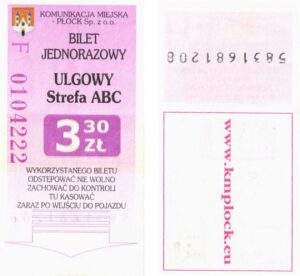 KOMUNIKACJA MIEJSKA
- PŁOCK Sp. z o.o.
BILET
JEDNORAZOWY
ULGOWY
Strefa ABC
3 30 ZŁ
WYKORZYSTANEGO BILETU
ODSTĘPOWAĆ NIE WOLNO
ZACHOWAĆ DO KONTROLI
TU KASOWAĆ
ZARAZ PO WEJŚCIU DO POJAZDU
F 0104222
www.kmplock.eu